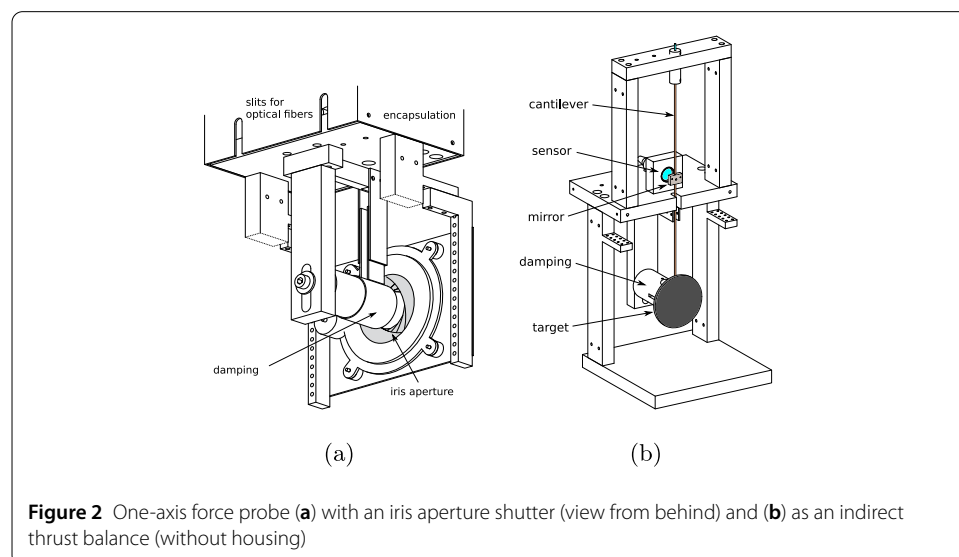 slits for
optical fibers
encapsulation
damping
iris aperture
(a)
cantilever
sensor
mirror
damping
target
(b)
Figure 2 One-axis force probe (a) with an iris aperture shutter (view from behind) and (b) as an indirect
thrust balance (without housing)